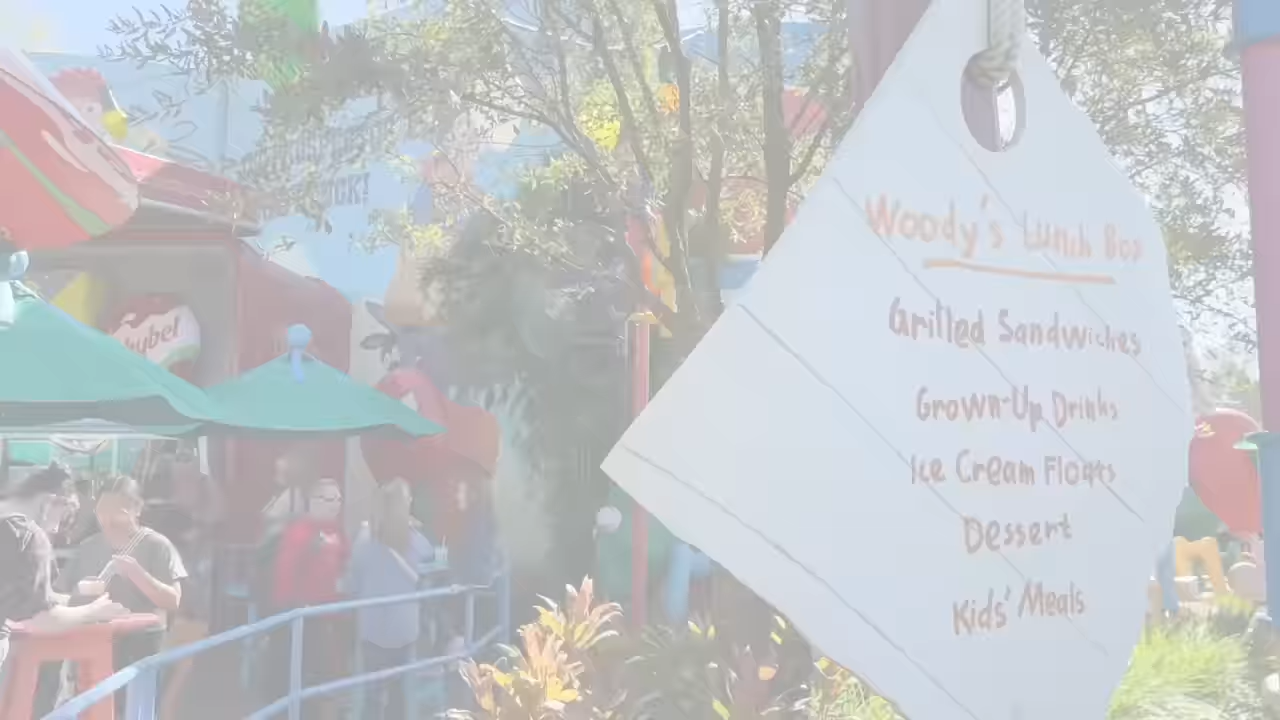 Woody's Lunch Box
Grilled Sandwiches
Grown-Up Drinks
Ice Cream Floats
Dessert
Kids' Meals